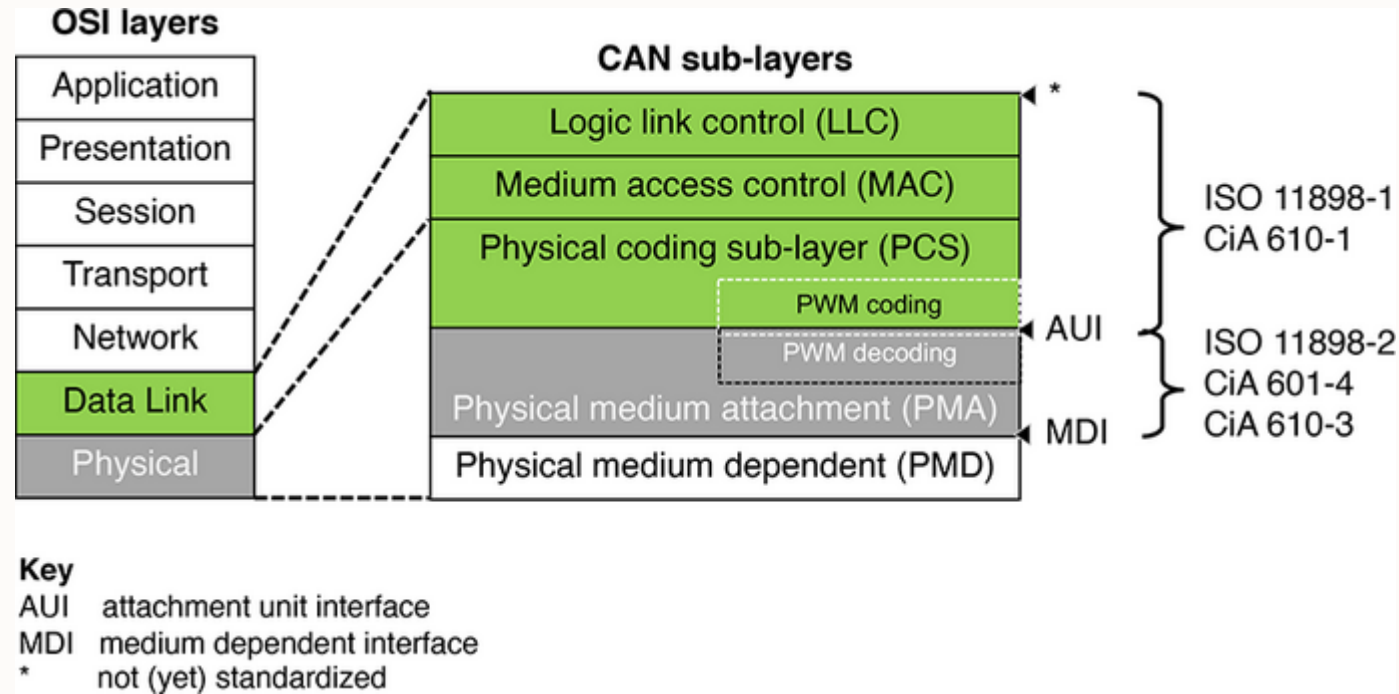 OSI layers
Application
Presentation
Session
Transport
Network
Data Link
Physical
CAN sub-layers
Logic link control (LLC)
Medium access control (MAC)
Physical coding sub-layer (PCS)
PWM coding
PWM decoding
Physical medium attachment (PMA)
Physical medium dependent (PMD)
*
AUI
MDI
ISO 11898-1
CiA 610-1
ISO 11898-2
CiA 601-4
CiA 610-3
Key
AUI attachment unit interface
MDI medium dependent interface
* not (yet) standardized